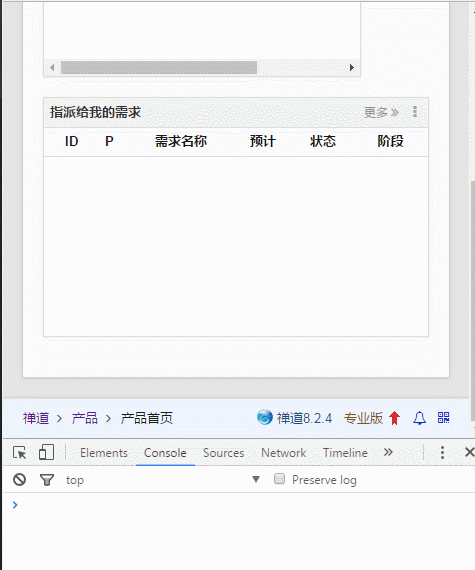 指派给我的需求 更多
ID P 需求名称 预计 状态 阶段
禅道 产品 产品首页 禅道8.2.4 专业版
Elements Console Sources Network Timeline
top Preserve log